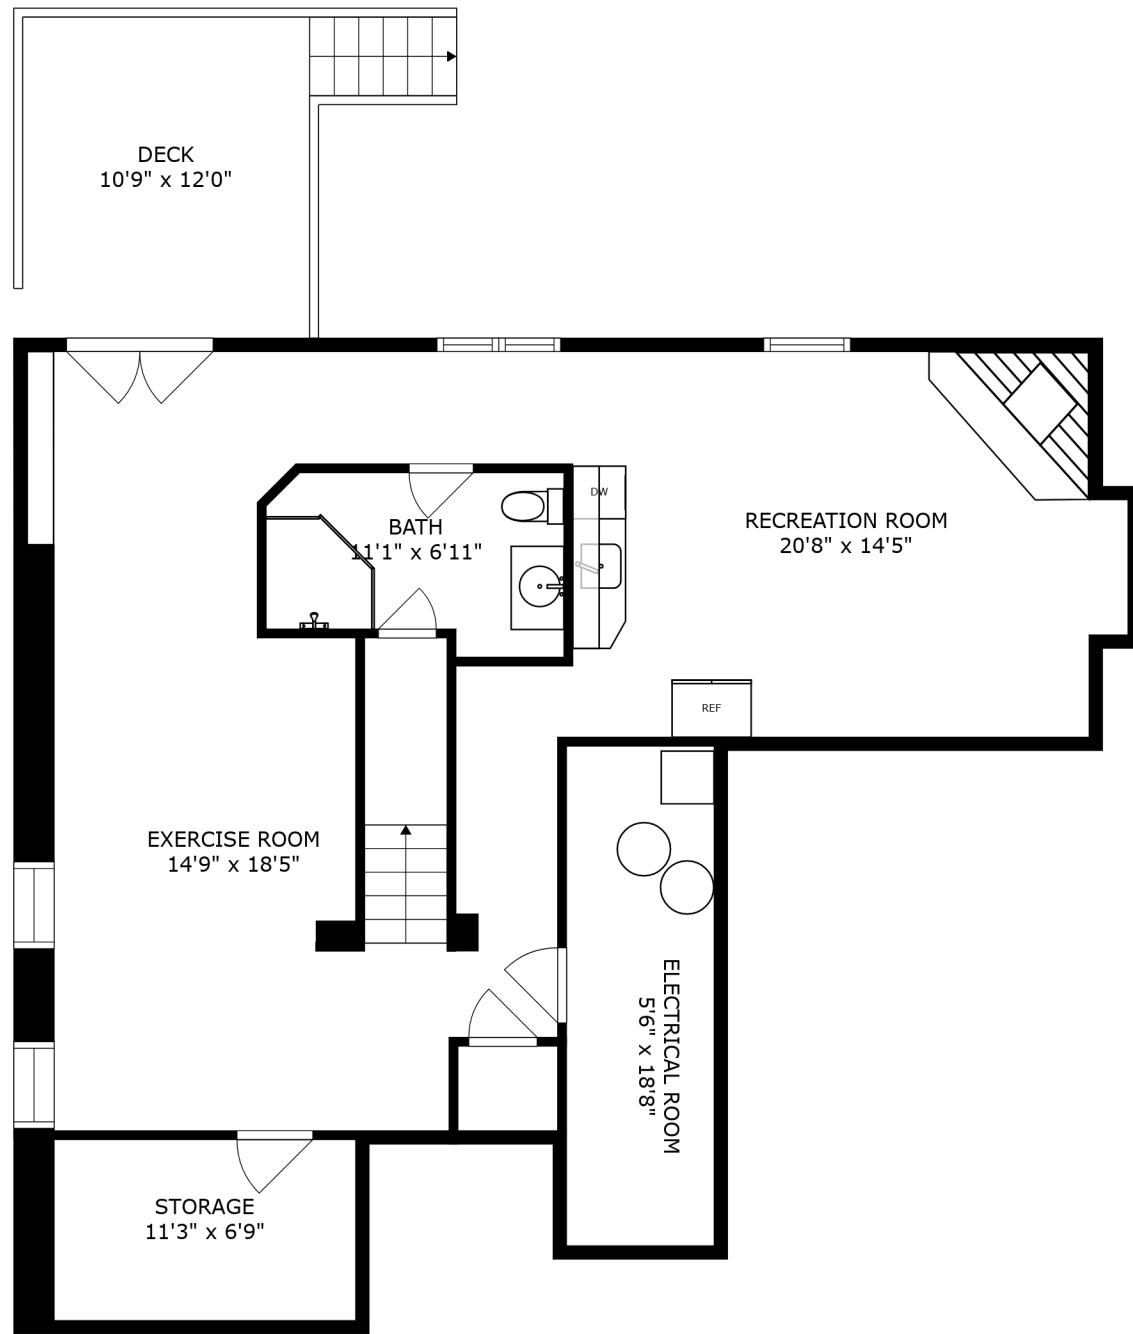 DECK
10'9" x 12'0"
DW
BATH
11'1" x 6'11"
RECREATION ROOM
20'8" x 14'5"
REF
EXERCISE ROOM
14'9" x 18'5"
ELECTRICAL ROOM
5'6" x 18'8"
STORAGE
11'3" x 6'9"